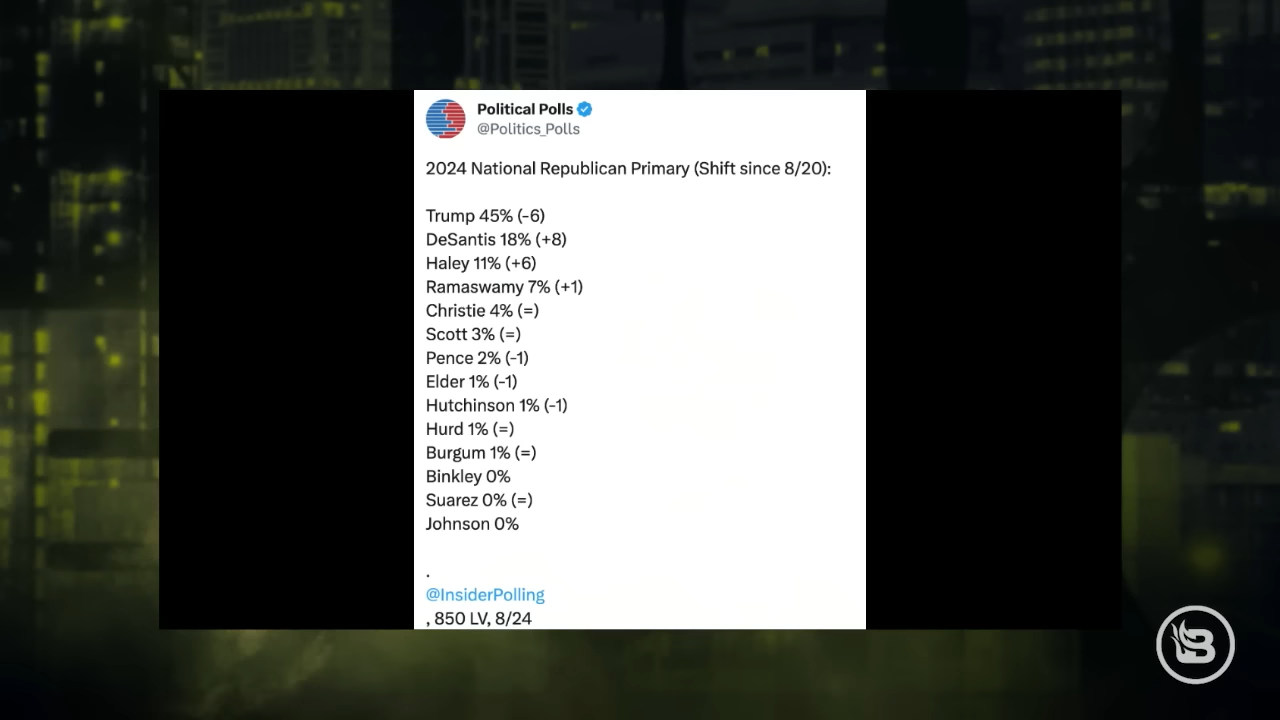 Political Polls
@Politics_Polls
2024 National Republican Primary (Shift since 8/20):
Trump 45% (-6)
DeSantis 18% (+8)
Haley 11% (+6)
Ramaswamy 7% (+1)
Christie 4% (=)
Scott 3% (=)
Pence 2% (-1)
Elder 1% (-1)
Hutchinson 1% (-1)
Hurd 1% (=)
Burgum 1% (=)
Binkley 0%
Suarez 0% (=)
Johnson 0%
.
@InsiderPolling
, 850 LV, 8/24
B